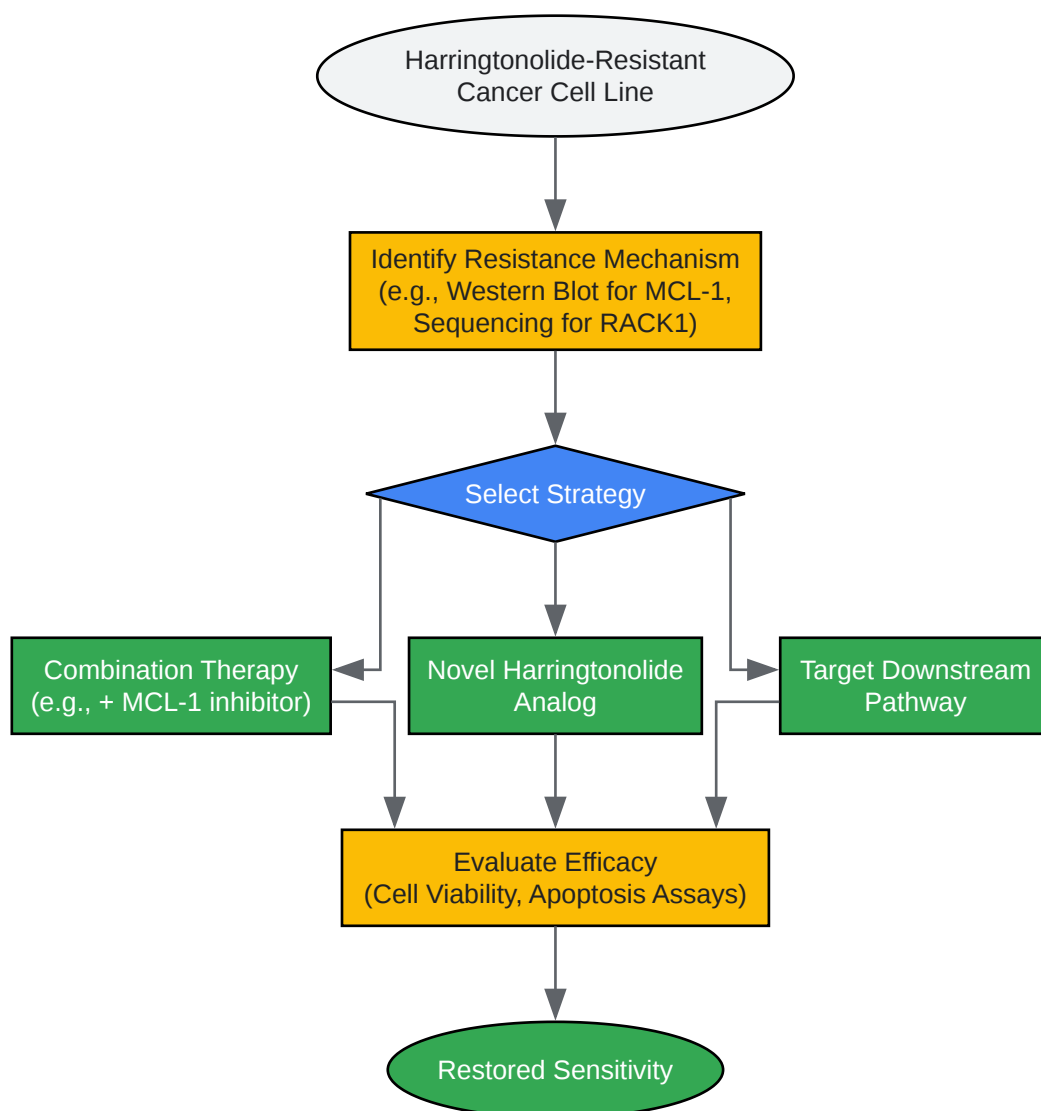 Harringtonolide-Resistant
Cancer Cell Line
Identify Resistance Mechanism
(e.g., Western Blot for MCL-1,
Sequencing for RACK1)
Select Strategy
Combination Therapy
(e.g., + MCL-1 inhibitor)
Novel Harringtonolide
Analog
Target Downstream
Pathway
Evaluate Efficacy
(Cell Viability, Apoptosis Assays)
Restored Sensitivity